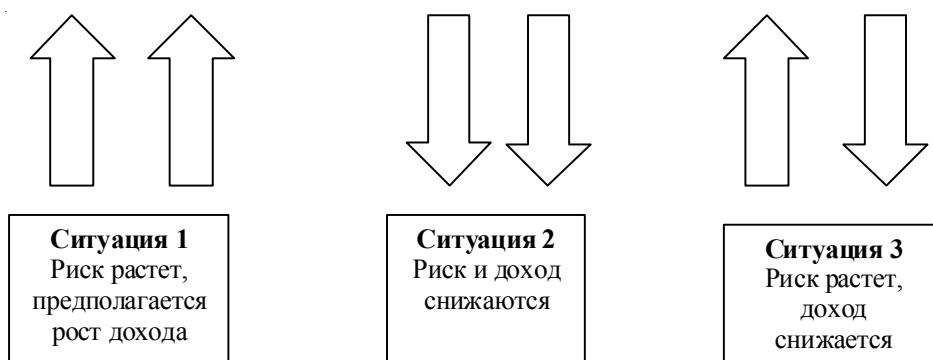 Ситуация 1
Риск растет,
предполагается
рост дохода
Ситуация 2
Риск и доход
снижаются
Ситуация 3
Риск растет,
доход
снижается